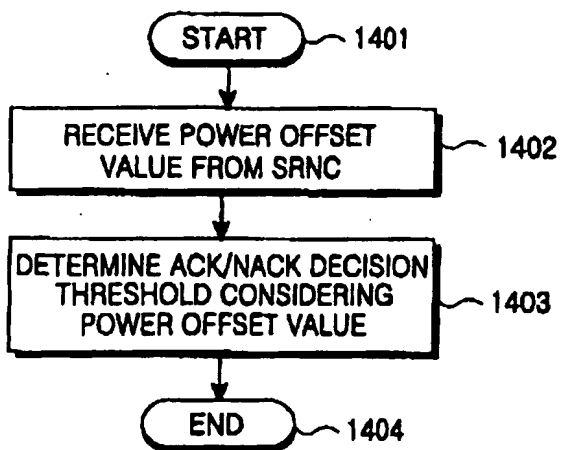 START
1401
RECEIVE POWER OFFSET
VALUE FROM SRNC
1402
DETERMINE ACK/NACK DECISION
THRESHOLD CONSIDERING
POWER OFFSET VALUE
1403
END
1404